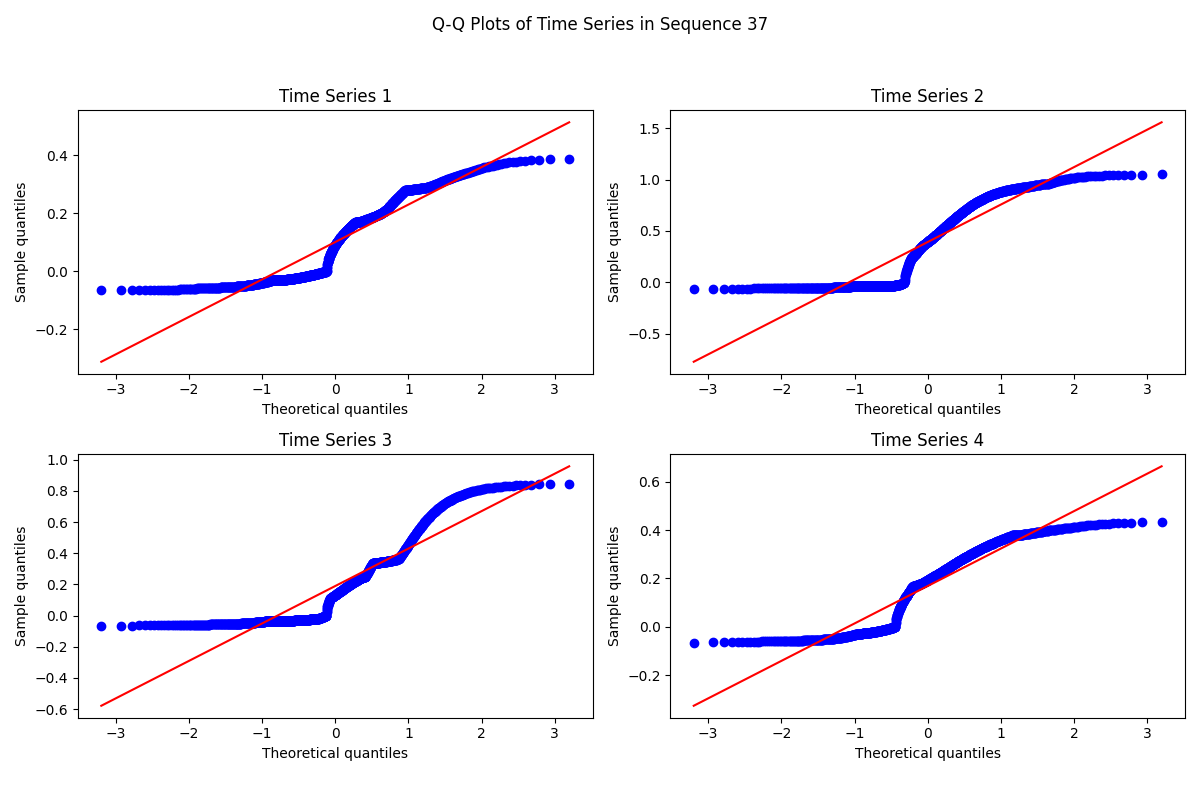 Q-Q Plots of Time Series in Sequence 37
Time Series 1
Sample quantiles
0.4
0.2
0.0
−0.2
−3 −2 −1 0 1 2 3
Theoretical quantiles
Time Series 2
Sample quantiles
1.5
1.0
0.5
0.0
−0.5
−3 −2 −1 0 1 2 3
Theoretical quantiles
Time Series 3
Sample quantiles
1.0
0.8
0.6
0.4
0.2
0.0
−0.2
−0.4
−0.6
−3 −2 −1 0 1 2 3
Theoretical quantiles
Time Series 4
Sample quantiles
0.6
0.4
0.2
0.0
−0.2
−3 −2 −1 0 1 2 3
Theoretical quantiles